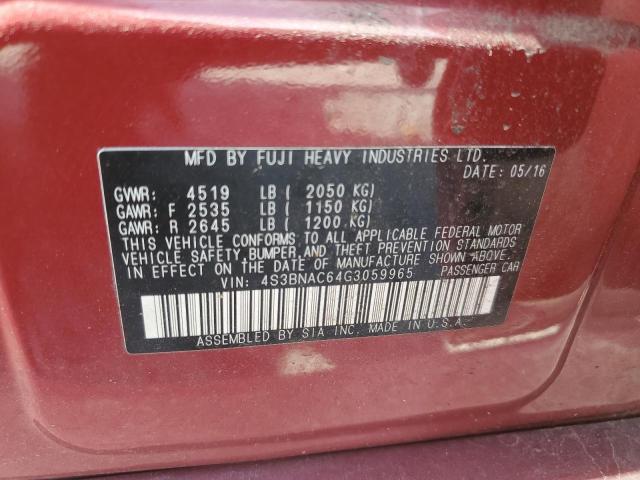 MFD BY FUJI HEAVY INDUSTRIES LTD.
DATE: 05/16
GVWR: 4519 LB ( 2050 KG)
GAWR: F 2535 LB ( 1150 KG)
GAWR: R 2645 LB ( 1200 KG)
THIS VEHICLE CONFORMS TO ALL APPLICABLE FEDERAL MOTOR
VEHICLE SAFETY, BUMPER, AND THEFT PREVENTION STANDARDS
IN EFFECT ON THE DATE OF MANUFACTURE SHOWN ABOVE.
VIN: 4S3BNAC64G3059965 PASSENGER CAR
ASSEMBLED BY SIA INC. MADE IN U.S.A.